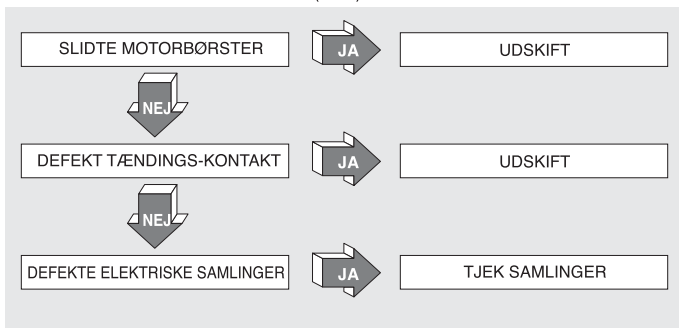 SLIDTE MOTORBØRSTER
JA
UDSKIFT
NEJ
DEFEKT TÆNDINGS-KONTAKT
JA
UDSKIFT
NEJ
DEFEKTE ELEKTRISKE SAMLINGER
JA
TJEK SAMLINGER